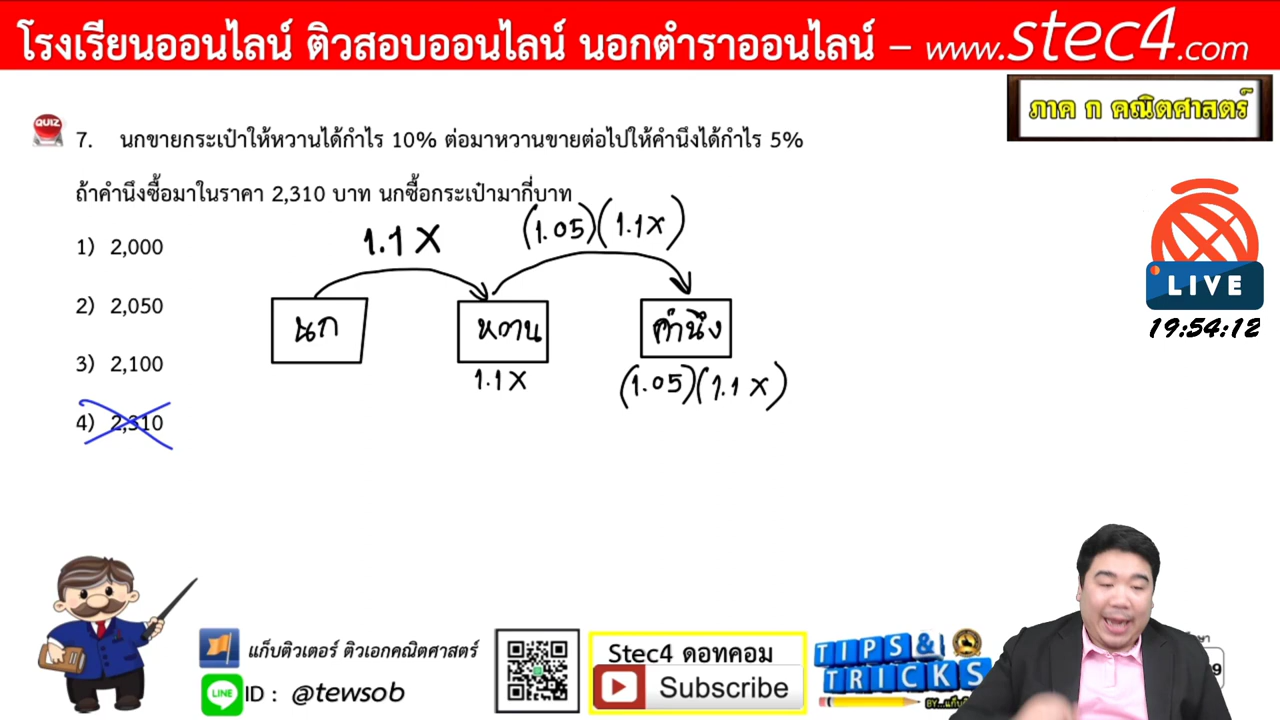 โรงเรียนออนไลน์ ติวสอบออนไลน์ นอกตำราออนไลน์ – www.stec4.com
ภาค ก คณิตศาสตร์
QUIZ
7. นกขายกระเป๋าให้หวานได้กำไร 10% ต่อมาหวานขายต่อไปให้คำนึงได้กำไร 5%
ถ้าคำนึงซื้อมาในราคา 2,310 บาท นกซื้อกระเป๋ามากี่บาท
1) 2,000
2) 2,050
3) 2,100
4) 2,310
1.1 X
(1.05)(1.1X)
นก
หวาน
คำนึง
1.1 X
(1.05)(1.1 X)
LIVE
19:54:12
แก็บติวเตอร์ ติวเอกคณิตศาสตร์
LINE ID : @tewsob
Stec4 ดอทคอม
Subscribe
TIPS &
TRICKS
9